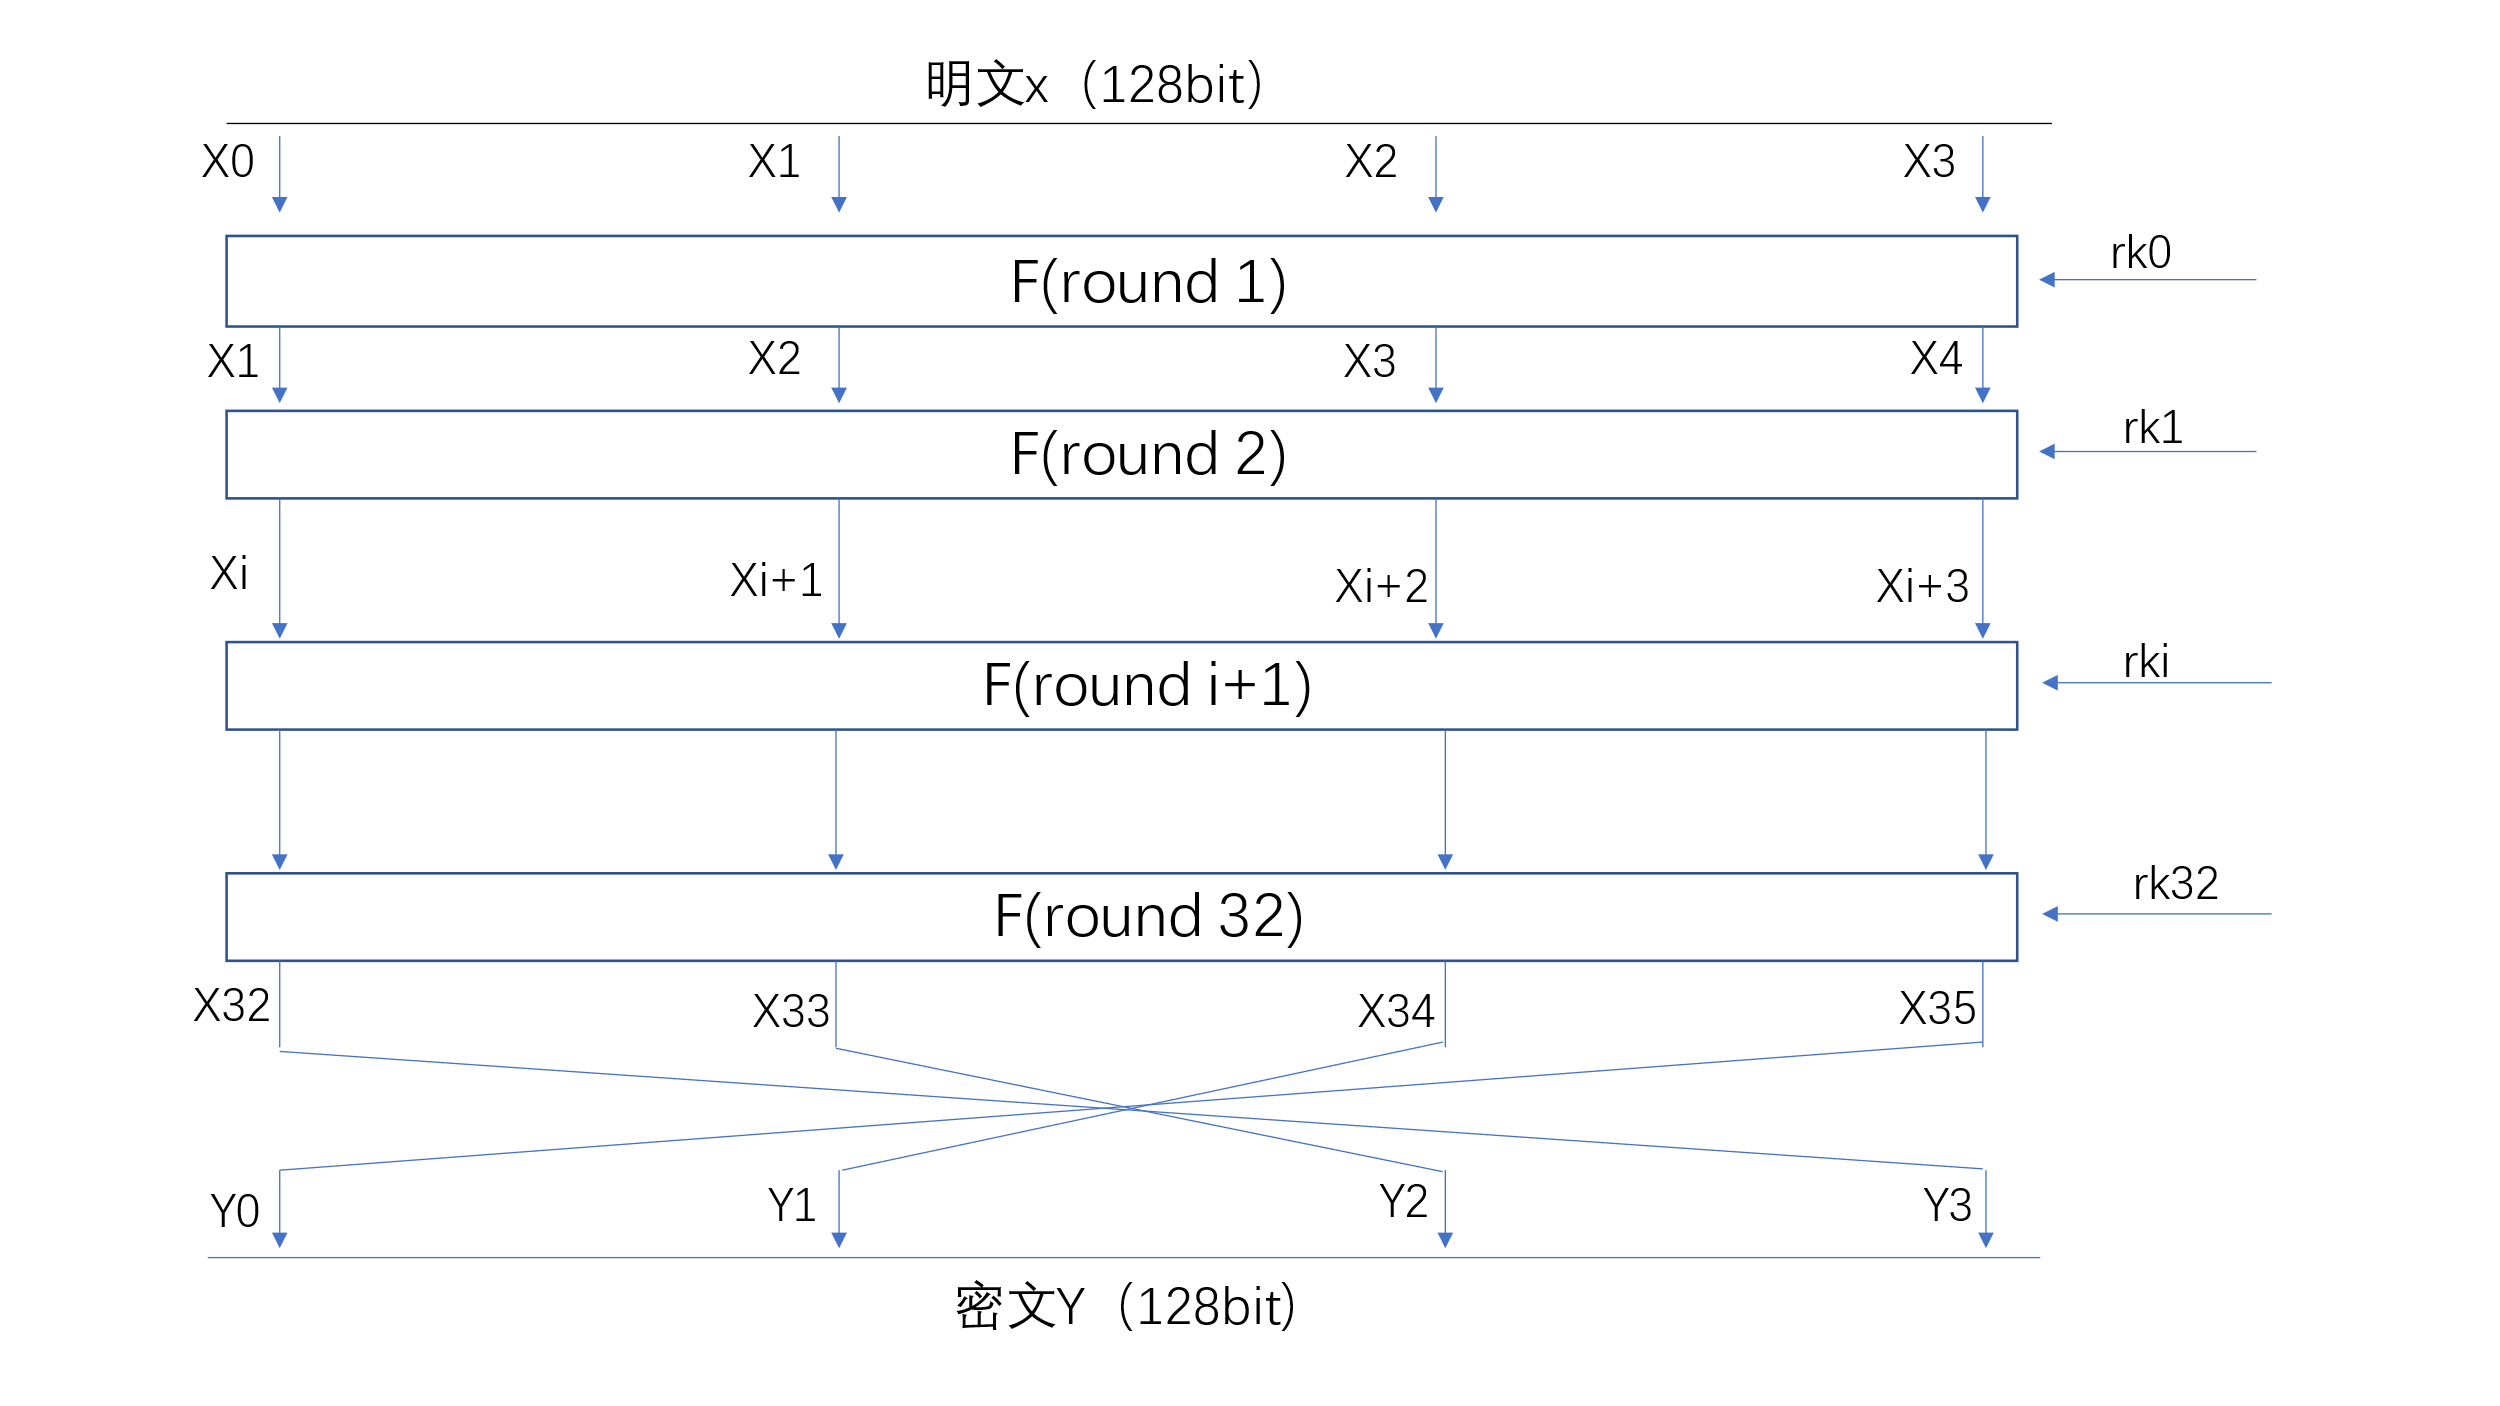 明文x（128bit）
X0 X1 X2 X3
F(round 1) rk0
X1 X2 X3 X4
F(round 2) rk1
Xi Xi+1 Xi+2 Xi+3
F(round i+1) rki
F(round 32) rk32
X32 X33 X34 X35
Y0 Y1 Y2 Y3
密文Y（128bit）